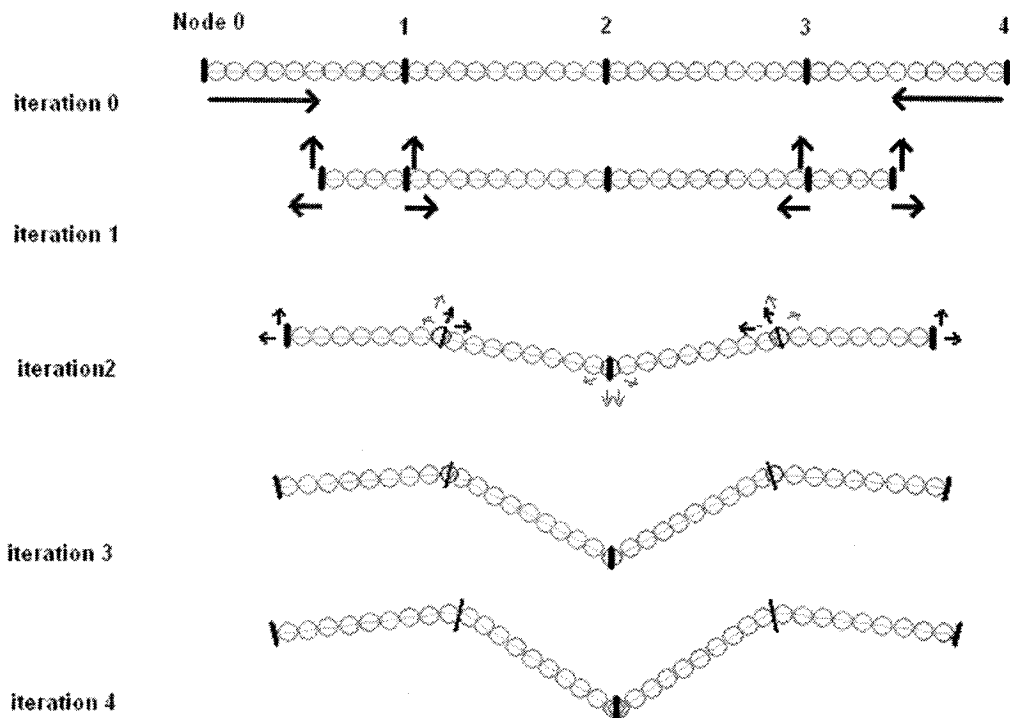 Node 0 1 2 3 4
iteration 0
iteration 1
iteration2
iteration 3
iteration 4